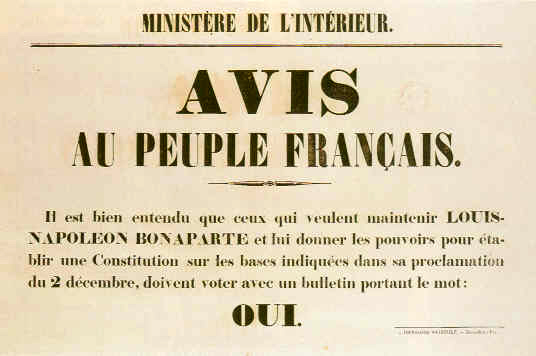 MINISTÈRE DE L'INTÉRIEUR.
AVIS
AU PEUPLE FRANÇAIS.
Il est bien entendu que ceux qui veulent maintenir LOUIS-
NAPOLEON BONAPARTE et lui donner les pouvoirs pour éta-
blir une Constitution sur les bases indiquées dans sa proclamation
du 2 décembre, doivent voter avec un bulletin portant le mot:
OUI.